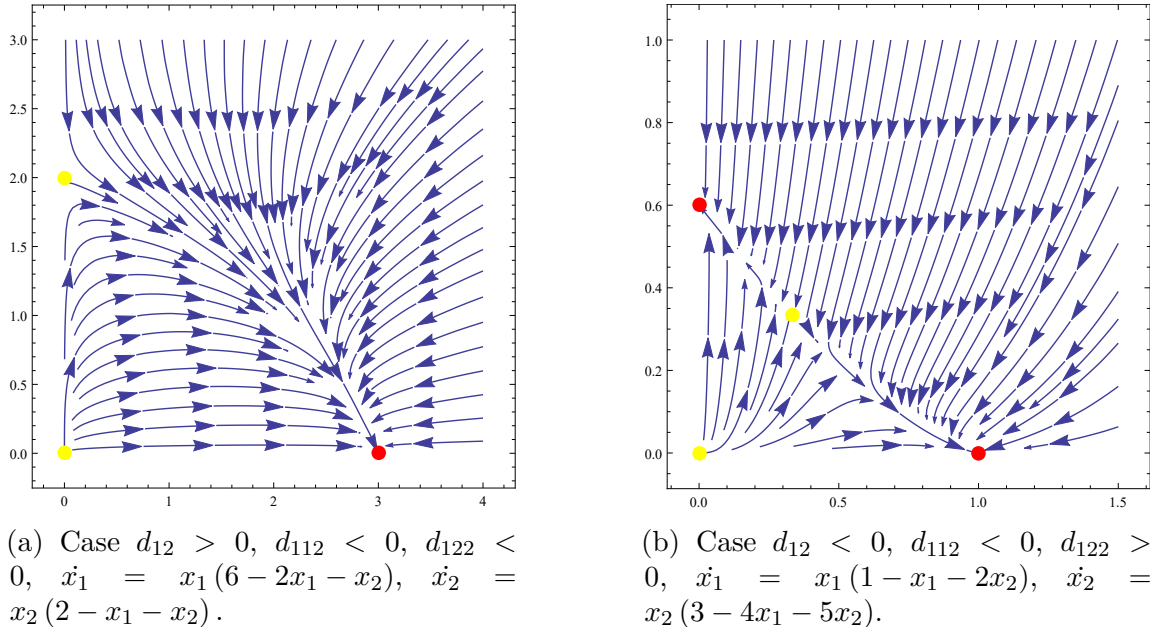 3.0
2.5
2.0
1.5
1.0
0.5
0.0
0 1 2 3 4
(a) Case d₁₂ > 0, d₁₁₂ < 0, d₁₂₂ <
0, ẋ₁ = x₁ (6 − 2x₁ − x₂), ẋ₂ =
x₂ (2 − x₁ − x₂) .
1.0
0.8
0.6
0.4
0.2
0.0
0.0 0.5 1.0 1.5
(b) Case d₁₂ < 0, d₁₁₂ < 0, d₁₂₂ >
0, ẋ₁ = x₁ (1 − x₁ − 2x₂), ẋ₂ =
x₂ (3 − 4x₁ − 5x₂).